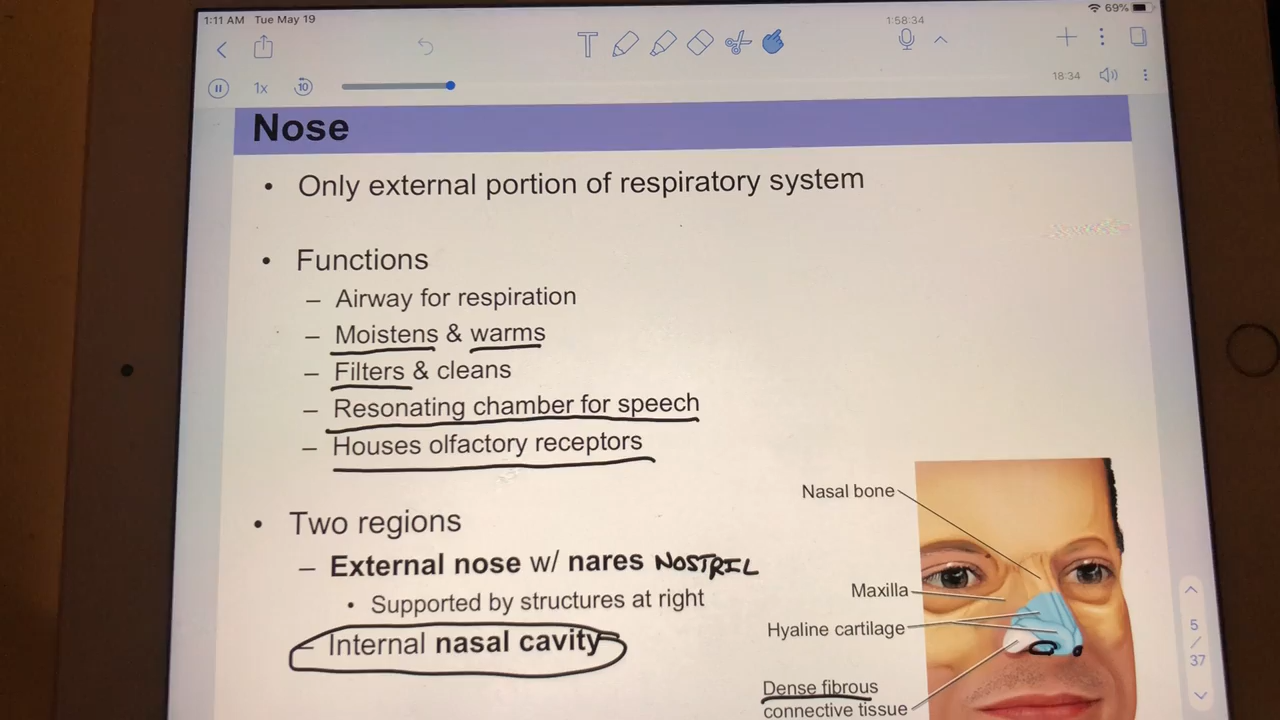 1:11 AM Tue May 19
69%
1:58:34
T
1x
10
18:34
Nose
• Only external portion of respiratory system
• Functions
– Airway for respiration
– Moistens & warms
– Filters & cleans
– Resonating chamber for speech
– Houses olfactory receptors
• Two regions
– External nose w/ nares NOSTRIL
• Supported by structures at right
– Internal nasal cavity
Nasal bone
Maxilla
Hyaline cartilage
Dense fibrous
connective tissue
5
/
37